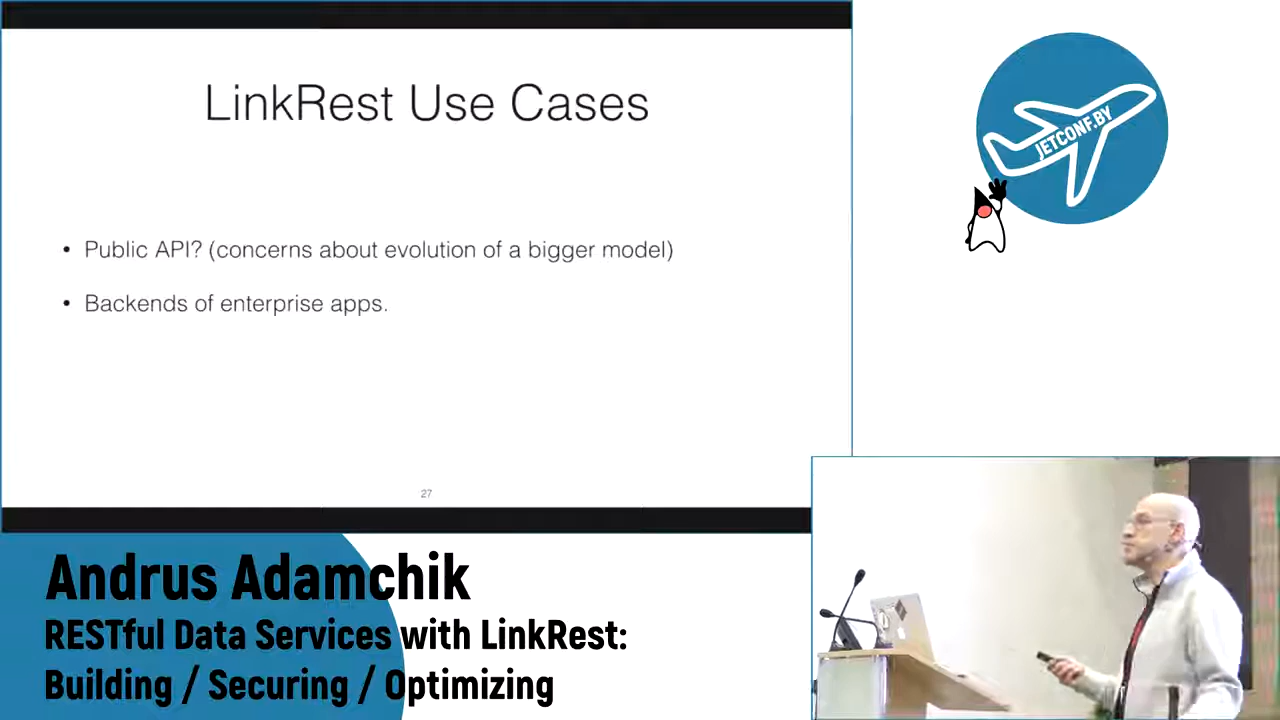 LinkRest Use Cases
• Public API? (concerns about evolution of a bigger model)
• Backends of enterprise apps.
27
JETCONF.BY
Andrus Adamchik
RESTful Data Services with LinkRest:
Building / Securing / Optimizing